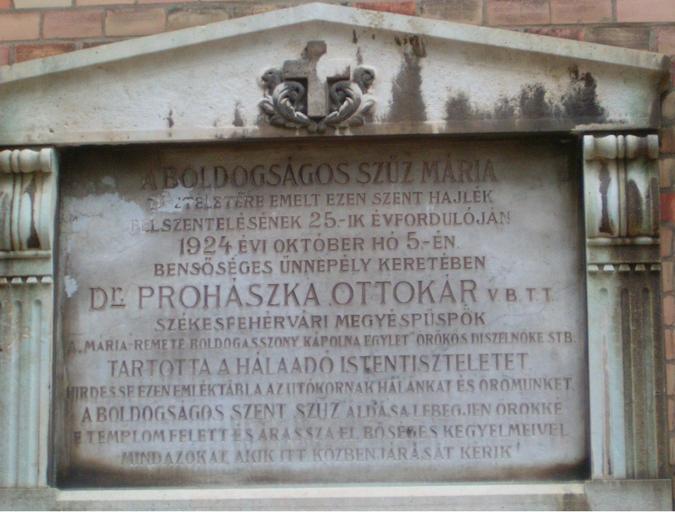 A BOLDOGSÁGOS SZŰZ MÁRIA
TISZTELETÉRE EMELT EZEN SZENT HAJLÉK
FELSZENTELÉSÉNEK 25.-IK ÉVFORDULÓJÁN
1924 ÉVI OKTÓBER HÓ 5.-ÉN.
BENSŐSÉGES ÜNNEPÉLY KERETÉBEN
DR. PROHÁSZKA OTTOKÁR V.B.T.T.
SZÉKESFEHÉRVÁRI MEGYÉSPÜSPÖK
A „MÁRIA-REMETE BOLDOGASSZONY KÁPOLNA EGYLET" ÖRÖKÖS DISZELNÖKE STB.
TARTOTTA A HÁLAADÓ ISTENTISZTELETET.
HIRDESSE EZEN EMLÉKTÁBLA AZ UTÓKORNAK HÁLÁNKAT ÉS ÖRÖMÜNKET.
A BOLDOGSÁGOS SZENT SZŰZ ÁLDÁSA LEBEGJEN ÖRÖKKÉ
E TEMPLOM FELETT ÉS ÁRASSZA EL BŐSÉGES KEGYELMEIVEL
MINDAZOKAT, AKIK ITT KÖZBENJÁRÁSÁT KÉRIK!